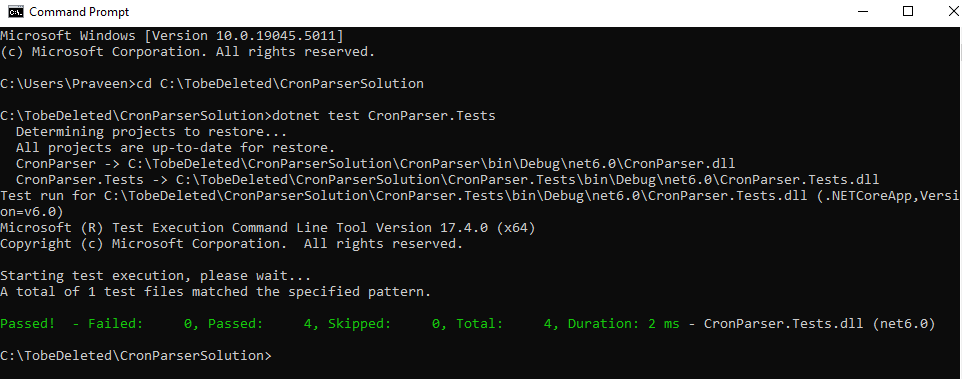 Command Prompt
Microsoft Windows [Version 10.0.19045.5011]
(c) Microsoft Corporation. All rights reserved.
C:\Users\Praveen>cd C:\TobeDeleted\CronParserSolution
C:\TobeDeleted\CronParserSolution>dotnet test CronParser.Tests
  Determining projects to restore...
  All projects are up-to-date for restore.
  CronParser -> C:\TobeDeleted\CronParserSolution\CronParser\bin\Debug\net6.0\CronParser.dll
  CronParser.Tests -> C:\TobeDeleted\CronParserSolution\CronParser.Tests\bin\Debug\net6.0\CronParser.Tests.dll
Test run for C:\TobeDeleted\CronParserSolution\CronParser.Tests\bin\Debug\net6.0\CronParser.Tests.dll (.NETCoreApp,Versi
on=v6.0)
Microsoft (R) Test Execution Command Line Tool Version 17.4.0 (x64)
Copyright (c) Microsoft Corporation.  All rights reserved.
Starting test execution, please wait...
A total of 1 test files matched the specified pattern.
Passed!  - Failed:     0, Passed:     4, Skipped:     0, Total:     4, Duration: 2 ms - CronParser.Tests.dll (net6.0)
C:\TobeDeleted\CronParserSolution>